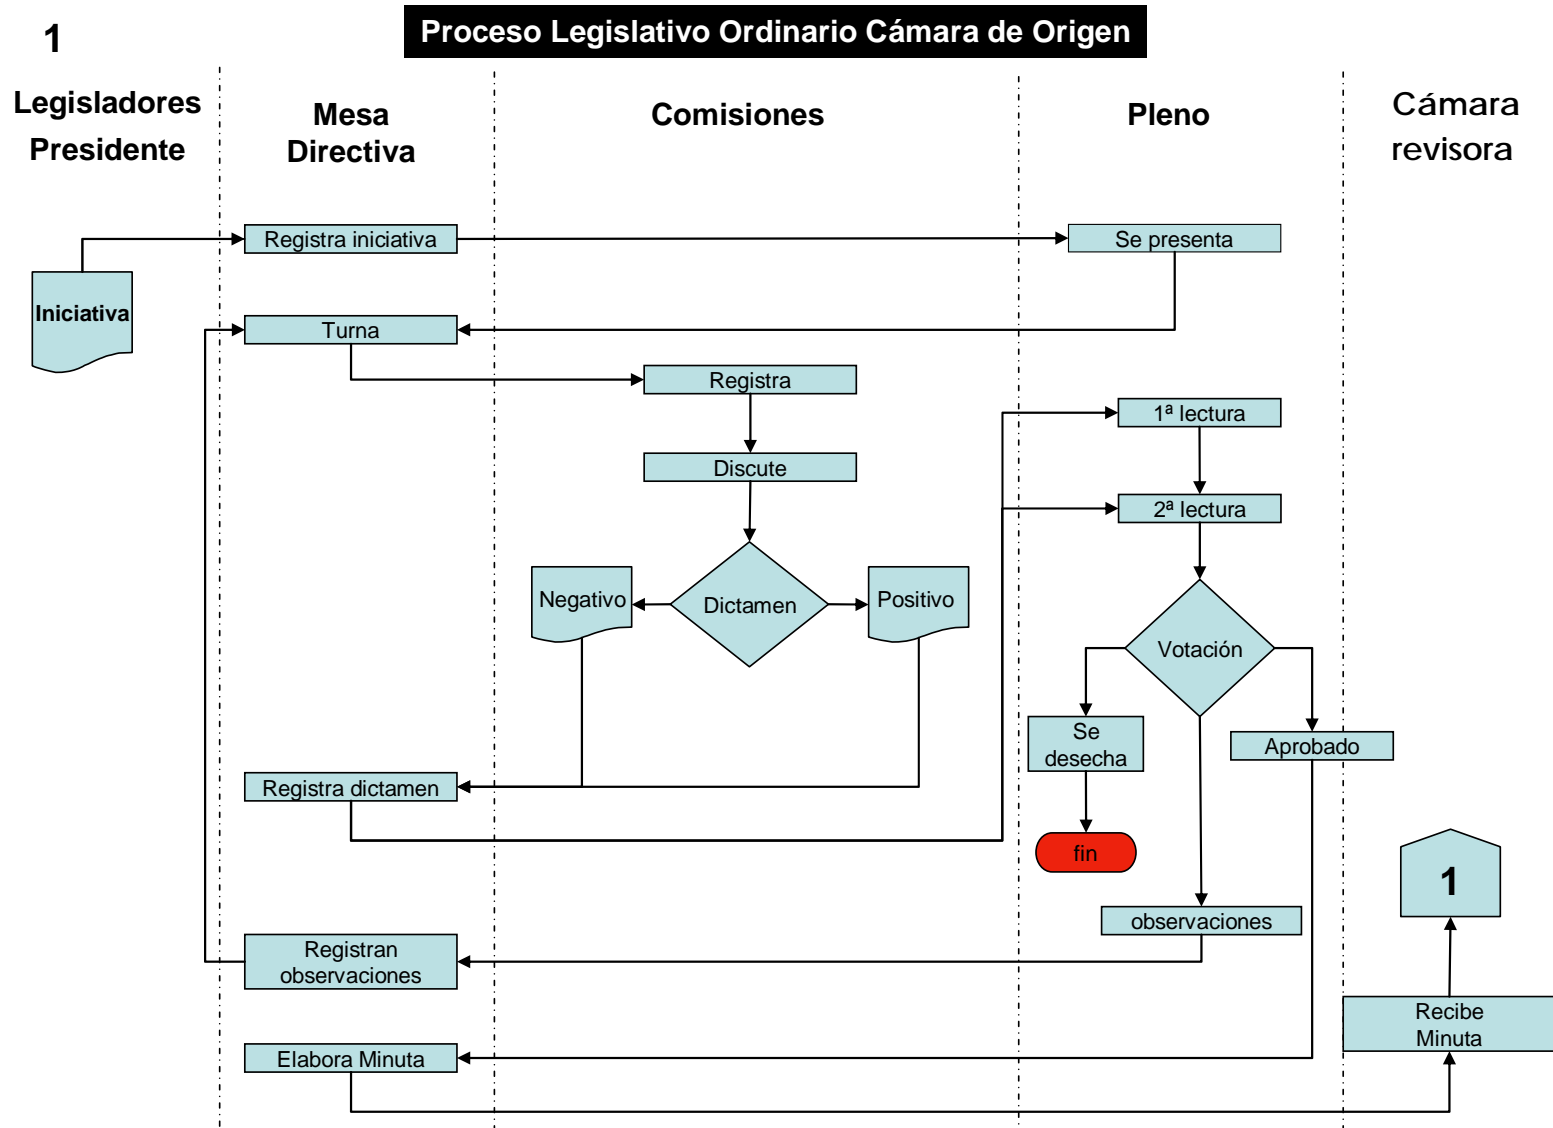 Proceso Legislativo Ordinario Cámara de Origen
1
Legisladores
Presidente
Mesa
Directiva
Comisiones
Pleno
Cámara
revisora
Registra iniciativa
Se presenta
Iniciativa
Turna
Registra
1ª lectura
Discute
2ª lectura
Negativo
Dictamen
Positivo
Votación
Se
desecha
Aprobado
Registra dictamen
fin
1
observaciones
Registran
observaciones
Recibe
Minuta
Elabora Minuta